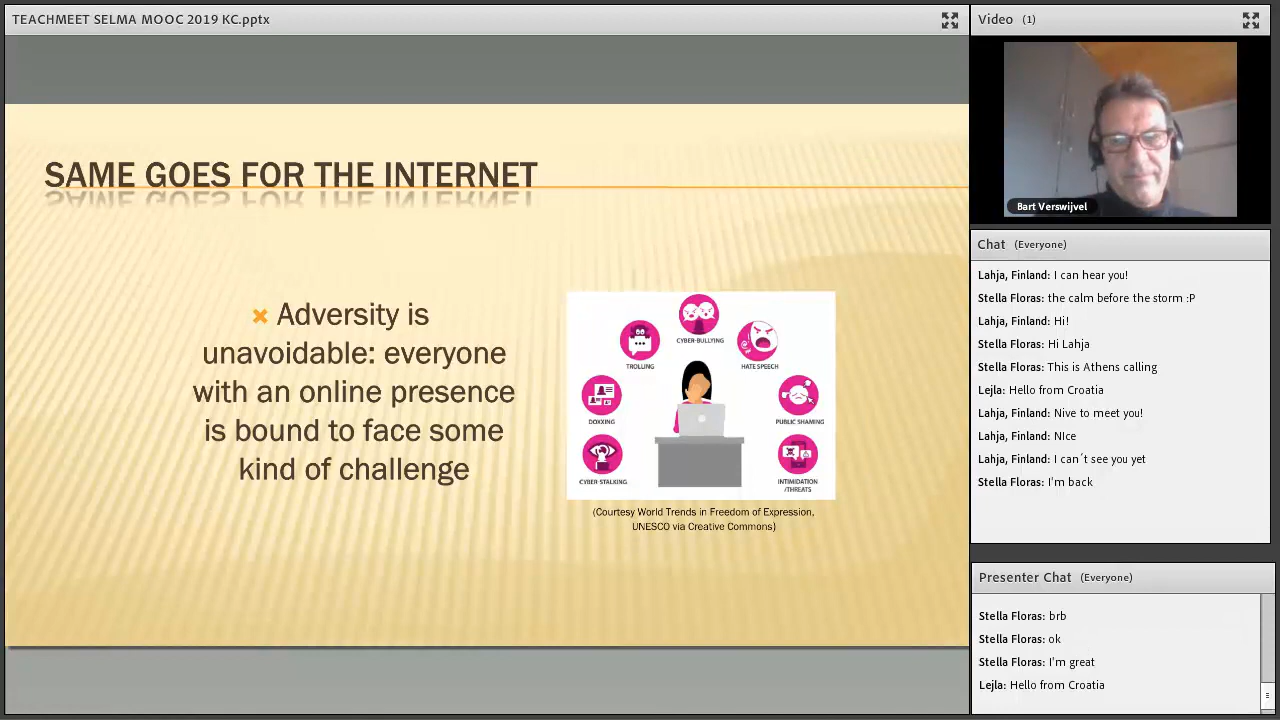 TEACHMEET SELMA MOOC 2019 KC.pptx
SAME GOES FOR THE INTERNET
Adversity is
unavoidable: everyone
with an online presence
is bound to face some
kind of challenge
CYBER-BULLYING
TROLLING
HATE SPEECH
DOXXING
PUBLIC SHAMING
CYBER-STALKING
INTIMIDATION
/THREATS
(Courtesy World Trends in Freedom of Expression,
UNESCO via Creative Commons)
Video (1)
Bart Verswijvel
Chat (Everyone)
Lahja, Finland: I can hear you!
Stella Floras: the calm before the storm :P
Lahja, Finland: Hi!
Stella Floras: Hi Lahja
Stella Floras: This is Athens calling
Lejla: Hello from Croatia
Lahja, Finland: Nive to meet you!
Lahja, Finland: NIce
Lahja, Finland: I can´t see you yet
Stella Floras: I'm back
Presenter Chat (Everyone)
Stella Floras: brb
Stella Floras: ok
Stella Floras: I'm great
Lejla: Hello from Croatia